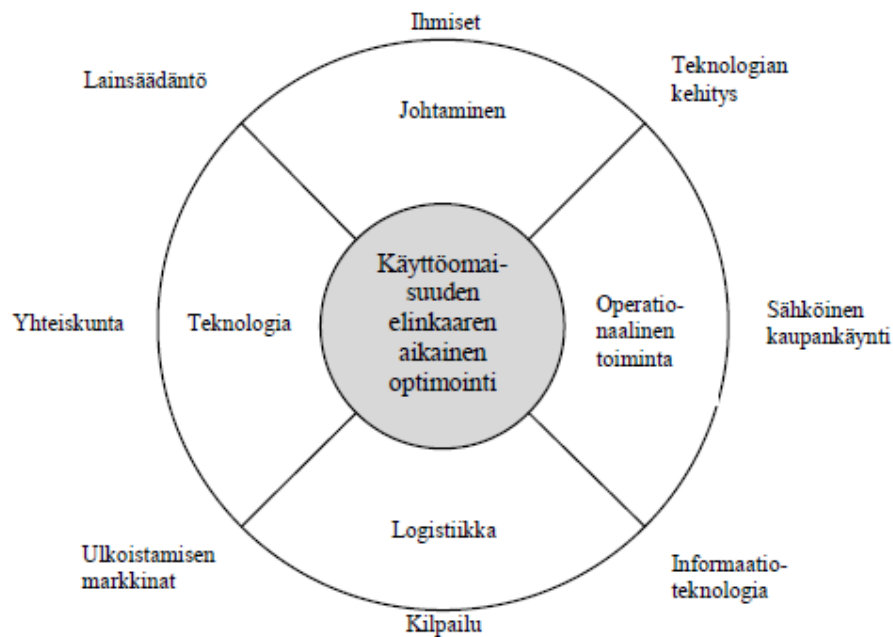 Ihmiset
Lainsäädäntö
Teknologian
kehitys
Johtaminen
Käyttöomai-
suuden
elinkaaren
aikainen
optimointi
Yhteiskunta
Teknologia
Operatio-
naalinen
toiminta
Sähköinen
kaupankäynti
Logistiikka
Ulkoistamisen
markkinat
Informaatio-
teknologia
Kilpailu